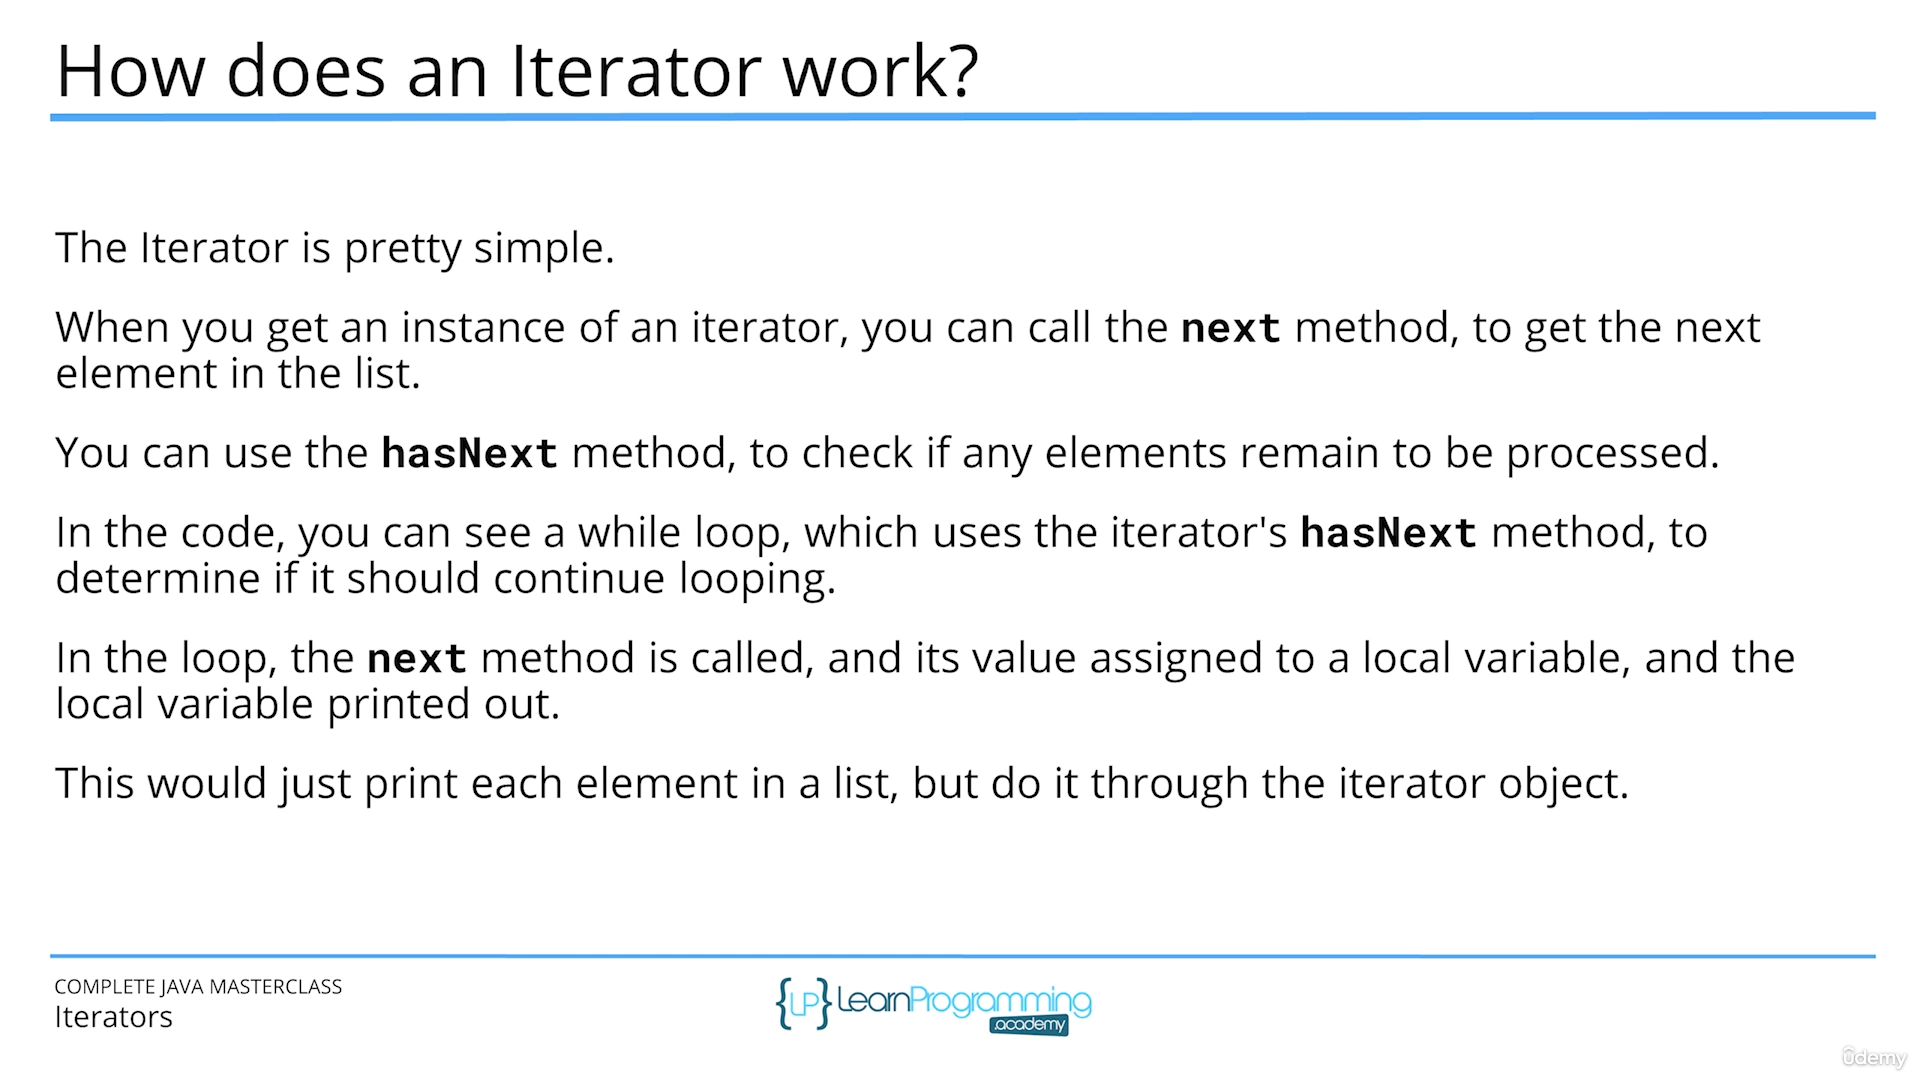 How does an Iterator work?
The Iterator is pretty simple.
When you get an instance of an iterator, you can call the next method, to get the next
element in the list.
You can use the hasNext method, to check if any elements remain to be processed.
In the code, you can see a while loop, which uses the iterator's hasNext method, to
determine if it should continue looping.
In the loop, the next method is called, and its value assigned to a local variable, and the
local variable printed out.
This would just print each element in a list, but do it through the iterator object.
COMPLETE JAVA MASTERCLASS
Iterators
{LP} LearnProgramming
.academy
ûdemy